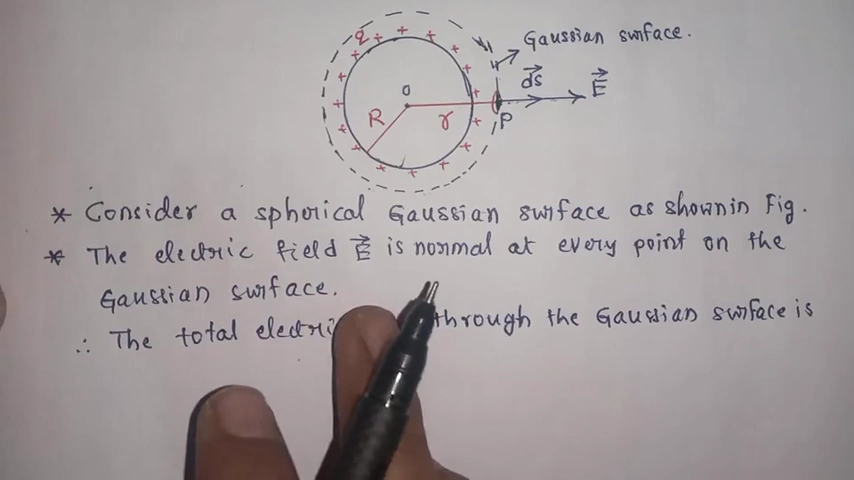 q
Gaussian surface.
ds
E
O
R
r
P
* Consider a spherical Gaussian surface as shown in Fig.
* The electric field E is normal at every point on the
Gaussian surface.
∴ The total electri through the Gaussian surface is